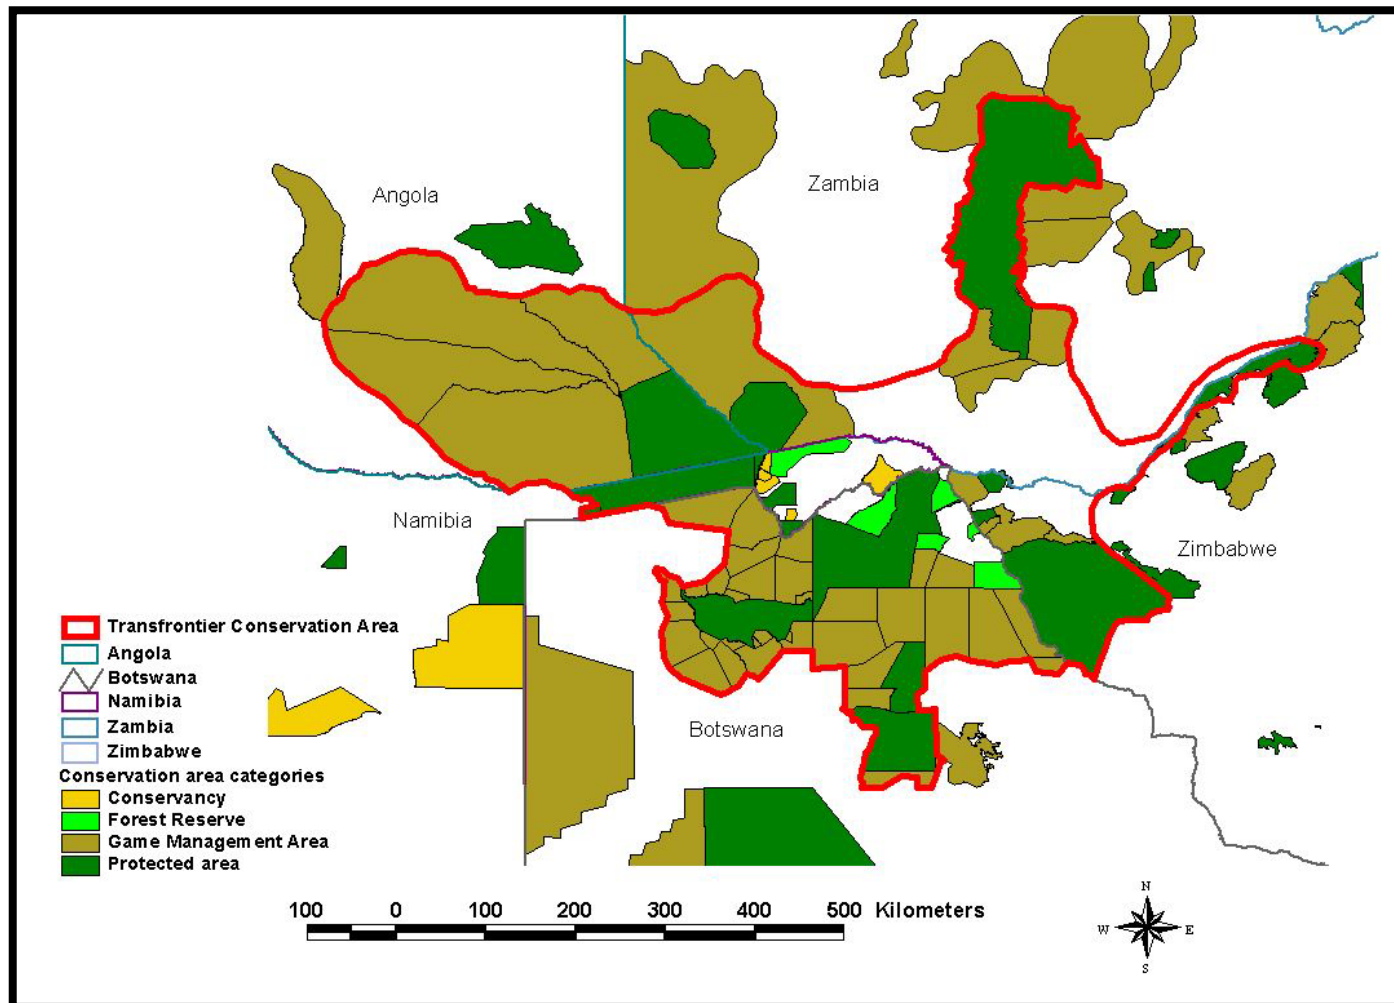 Angola
Zambia
Namibia
Zimbabwe
Botswana
Transfrontier Conservation Area
Angola
Botswana
Namibia
Zambia
Zimbabwe
Conservation area categories
Conservancy
Forest Reserve
Game Management Area
Protected area
100 0 100 200 300 400 500 Kilometers
N
W E
S